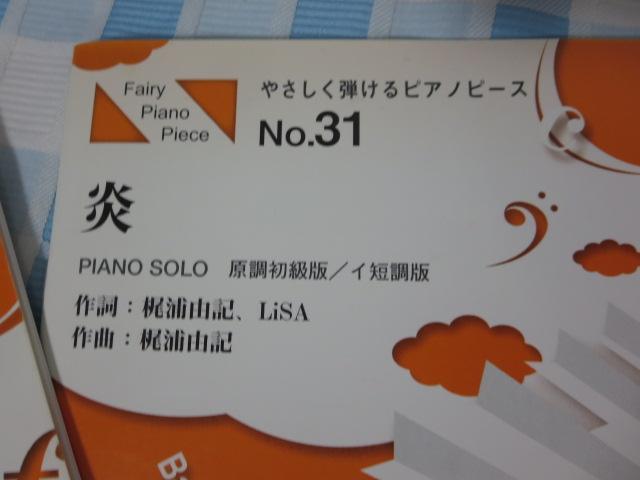 Fairy
Piano
Piece
やさしく弾けるピアノピース
No.31
炎
PIANO SOLO 原調初級版／イ短調版
作詞：梶浦由記、LiSA
作曲：梶浦由記